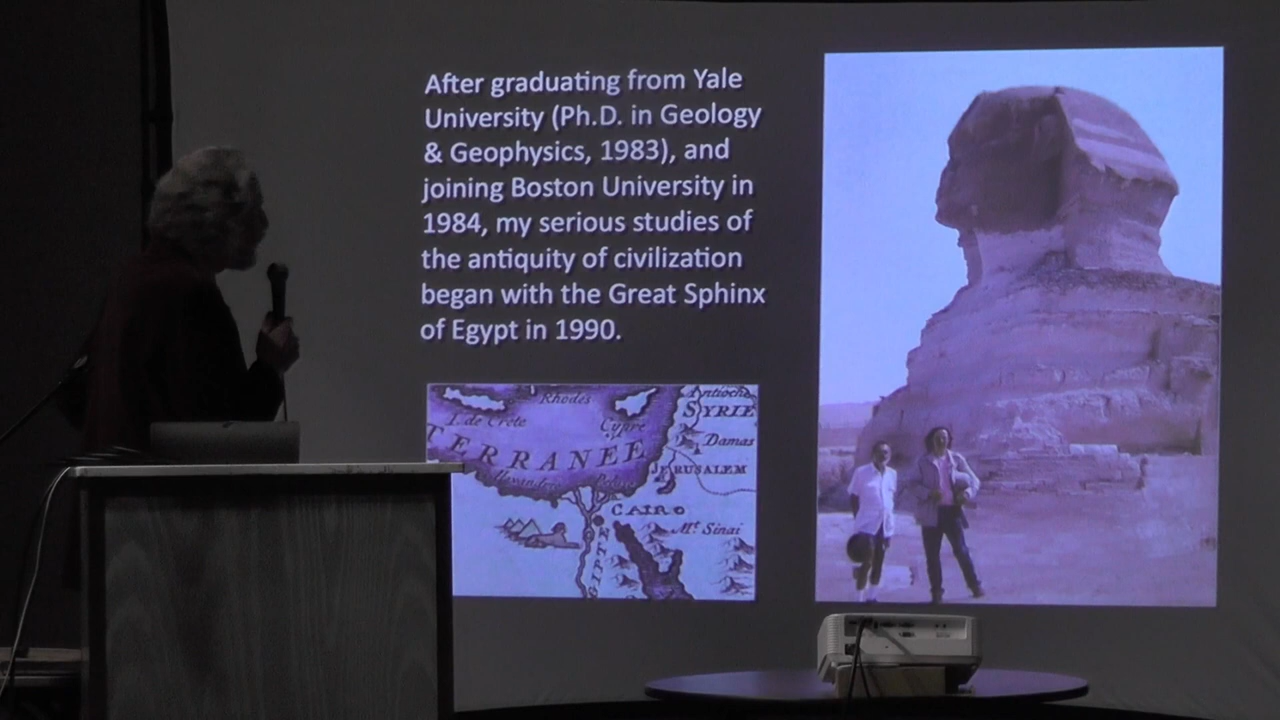 After graduating from Yale
University (Ph.D. in Geology
& Geophysics, 1983), and
joining Boston University in
1984, my serious studies of
the antiquity of civilization
began with the Great Sphinx
of Egypt in 1990.
Antioche
Rhodes
SYRIE
I. de Crete
Cypre
Damas
TERRANEE
JERUSALEM
CAIRO
Mt. Sinai